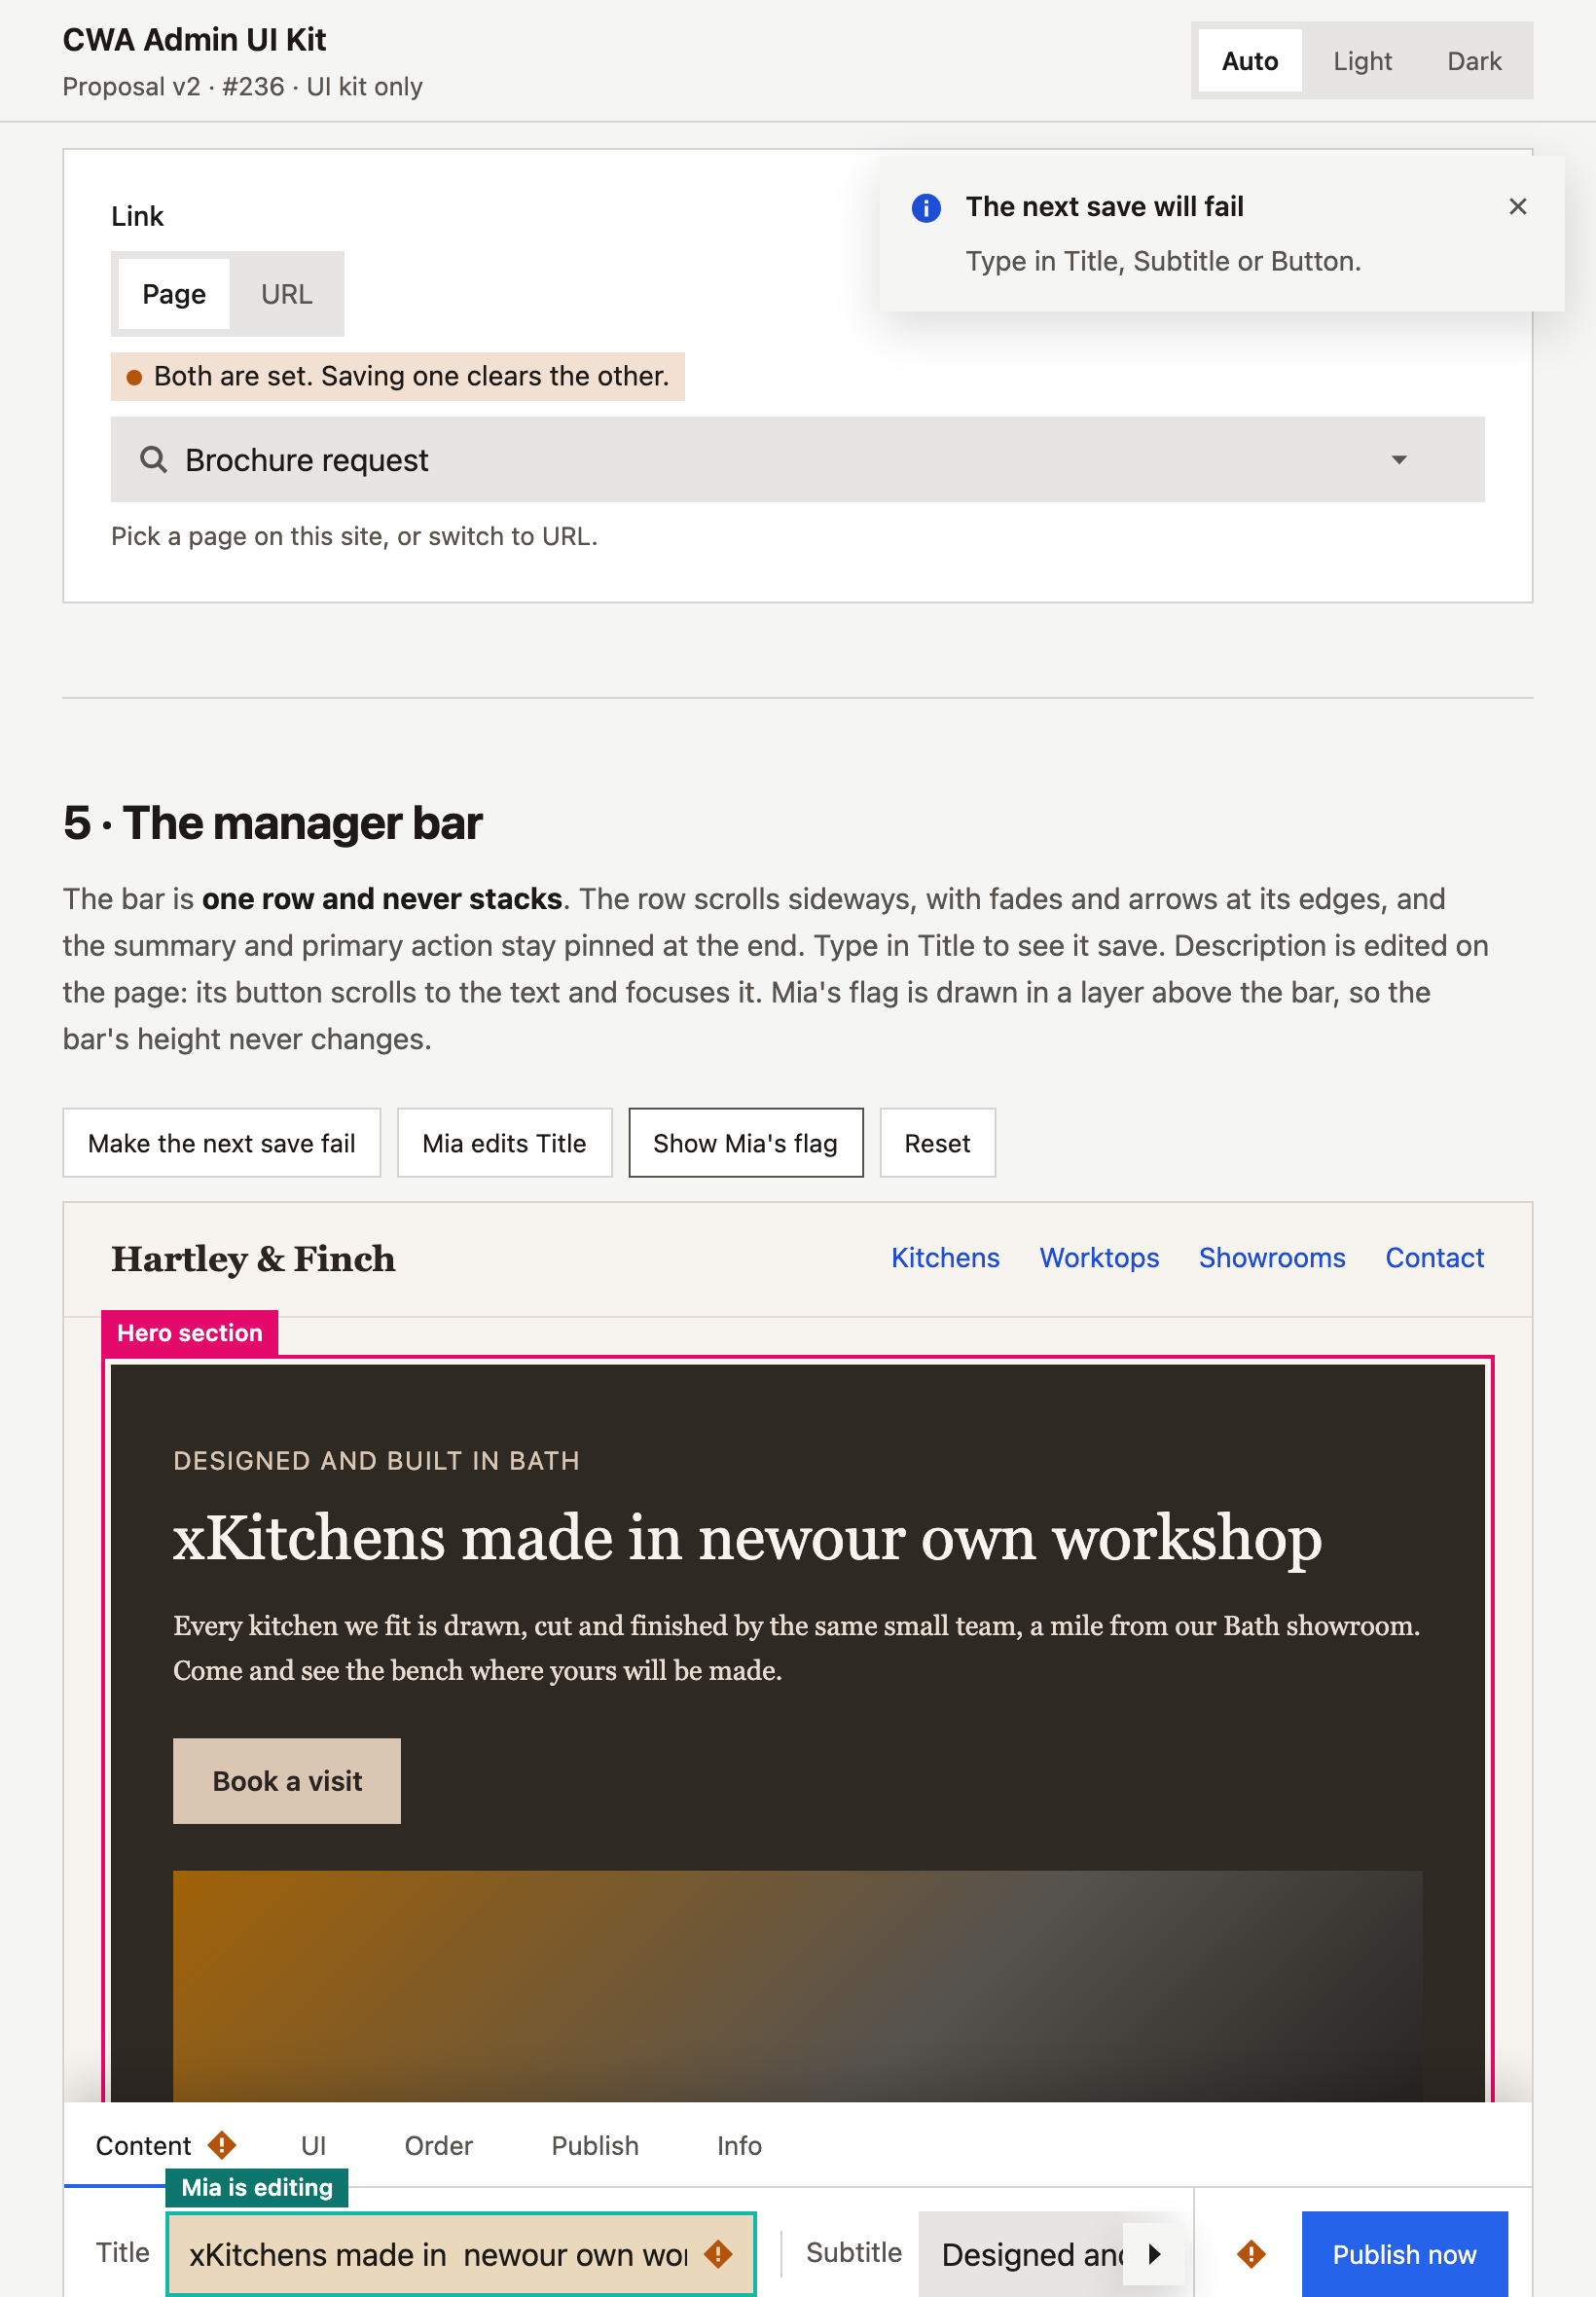 CWA Admin UI Kit
Proposal v2 · #236 · UI kit only
Auto
Light
Dark
The next save will fail
Type in Title, Subtitle or Button.
Link
Page
URL
Both are set. Saving one clears the other.
Brochure request
Pick a page on this site, or switch to URL.
5 · The manager bar
The bar is one row and never stacks. The row scrolls sideways, with fades and arrows at its edges, and
the summary and primary action stay pinned at the end. Type in Title to see it save. Description is edited on
the page: its button scrolls to the text and focuses it. Mia's flag is drawn in a layer above the bar, so the
bar's height never changes.
Make the next save fail
Mia edits Title
Show Mia's flag
Reset
Hartley & Finch
Kitchens
Worktops
Showrooms
Contact
Hero section
DESIGNED AND BUILT IN BATH
xKitchens made in newour own workshop
Every kitchen we fit is drawn, cut and finished by the same small team, a mile from our Bath showroom.
Come and see the bench where yours will be made.
Book a visit
Content
UI
Order
Publish
Info
Mia is editing
Title
xKitchens made in  newour own
Subtitle
Designed
Publish now